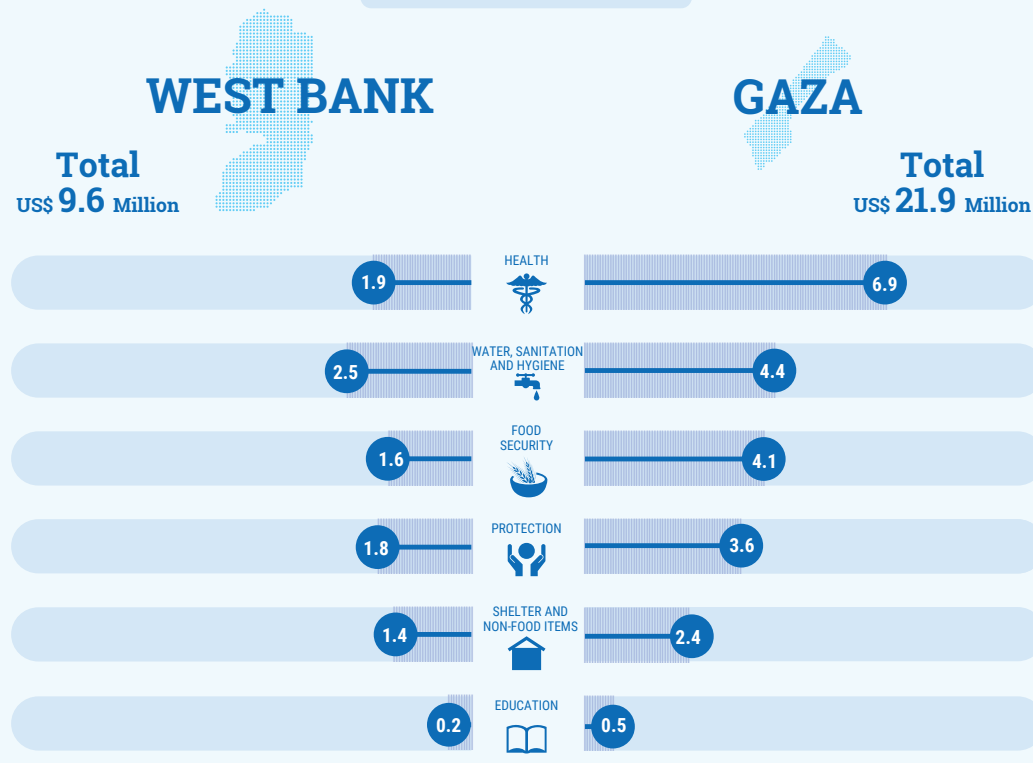 WEST BANK
GAZA
Total
US$ 9.6 Million
Total
US$ 21.9 Million
HEALTH
1.9
6.9
WATER, SANITATION
AND HYGIENE
2.5
4.4
FOOD
SECURITY
1.6
4.1
PROTECTION
1.8
3.6
SHELTER AND
NON-FOOD ITEMS
1.4
2.4
EDUCATION
0.2
0.5